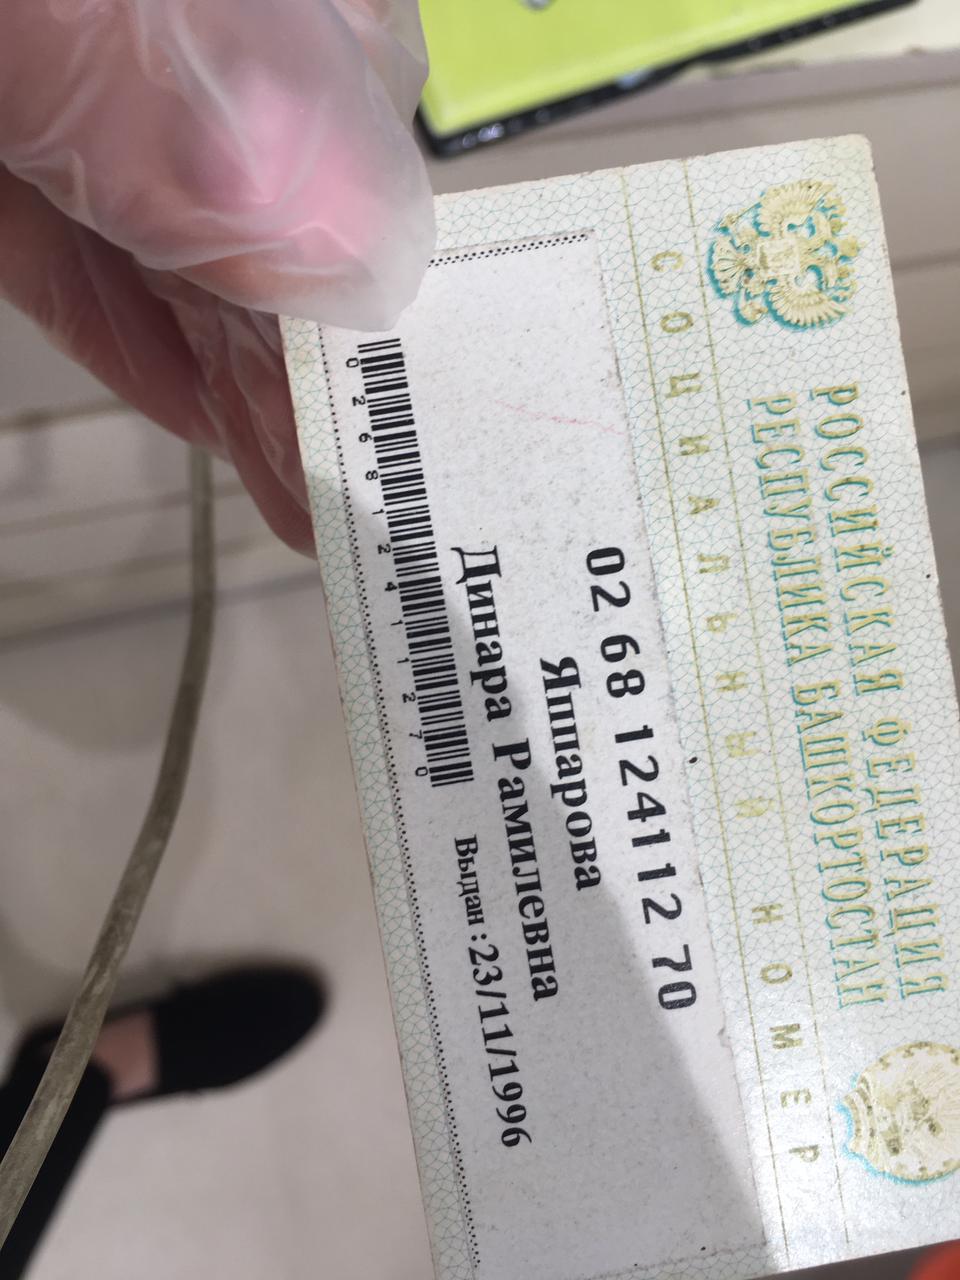 РОССИЙСКАЯ ФЕДЕРАЦИЯ
РЕСПУБЛИКА БАШКОРТОСТАН
СОЦИАЛЬНЫЙ НОМЕР
02 68 124112 70
Яппарова
Динара Рамилевна
Выдан :23/11/1996
026812411270